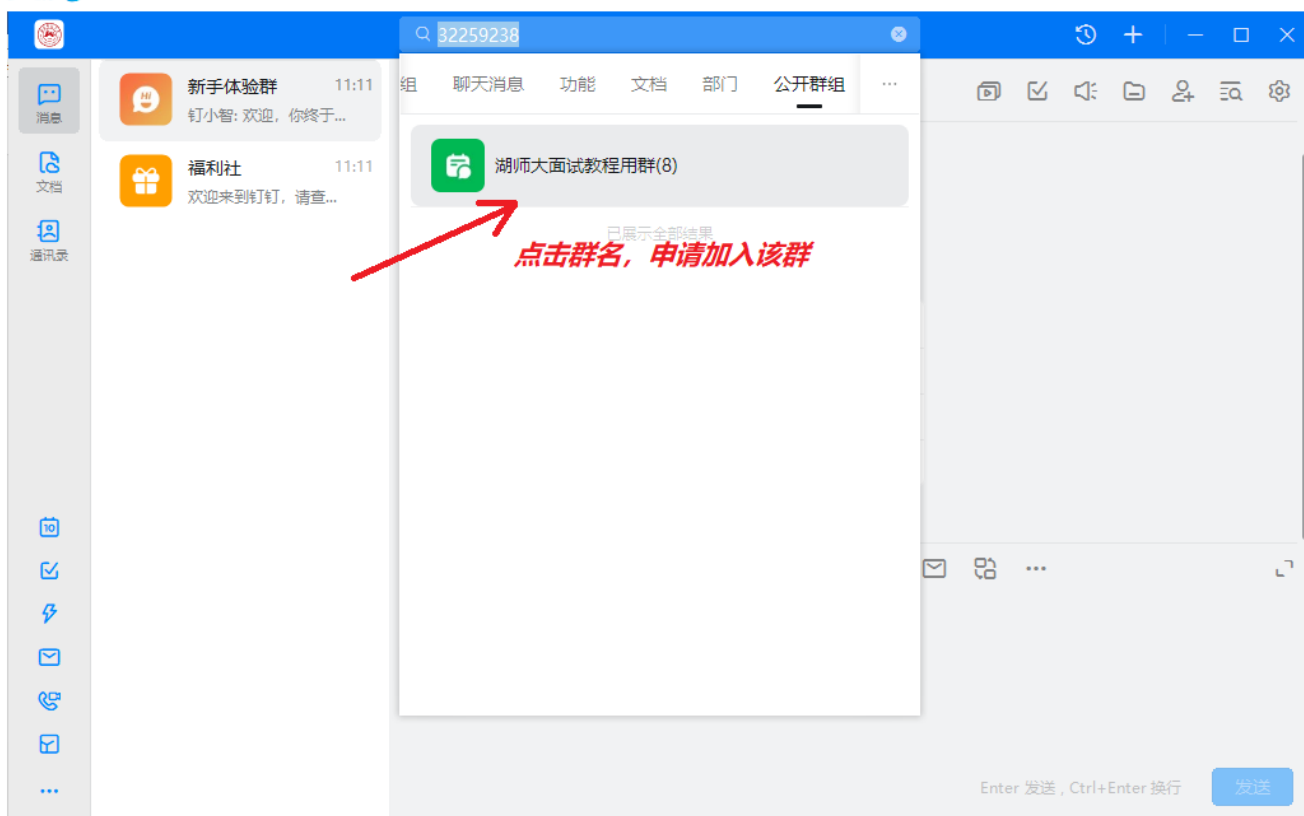 32259238
组 聊天消息 功能 文档 部门 公开群组 ...
消息
文档
通讯录
新手体验群 11:11
钉小智: 欢迎，你终于...
福利社 11:11
欢迎来到钉钉，请查...
Hi
湖师大面试教程用群(8)
已展示全部结果
点击群名，申请加入该群
10
Enter 发送 , Ctrl+Enter 换行
发送